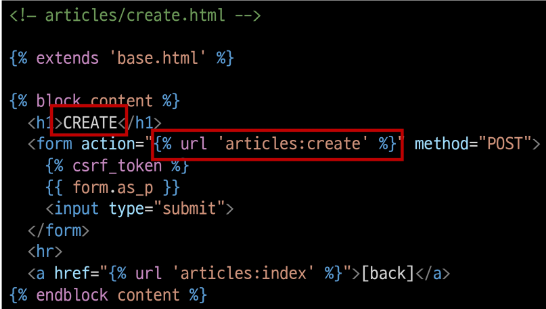 <!— articles/create.html -->
{% extends 'base.html' %}
{% block content %}
<h1>CREATE</h1>
<form action="{% url 'articles:create' %}" method="POST">
{% csrf_token %}
{{ form.as_p }}
<input type="submit">
</form>
<hr>
<a href="{% url 'articles:index' %}">[back]</a>
{% endblock content %}